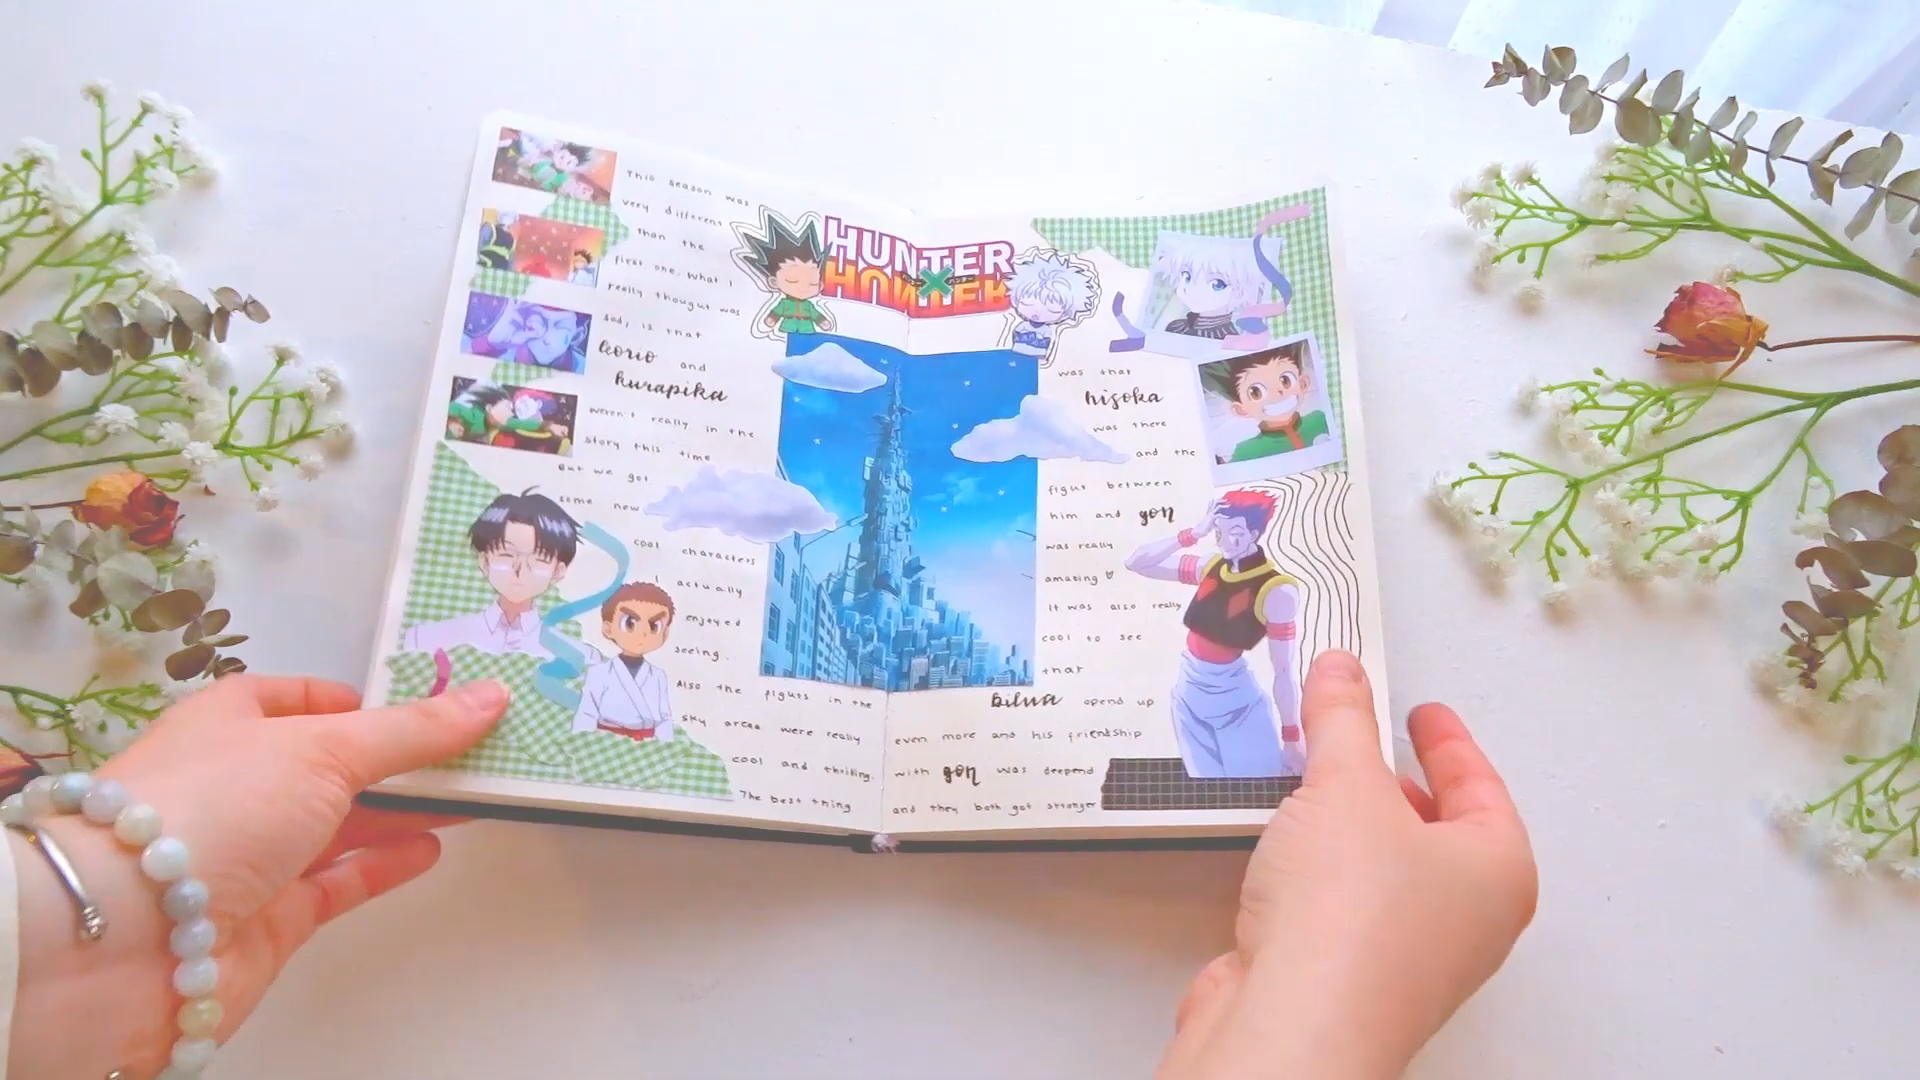 HUNTER
HUNTER
This season was
very different
than the
first one. What I
really thougt was
sad, is that
Leorio and
kurapika
weren't really in the
story this time
But we got
some new
cool characters
I actually
enjoyed
seeing.
Also the figuts in the
sky arena were really
cool and thrilling.
The best thing
was that
hisoka
was there
and the
figut between
him and gon
was really
amazing ♡
It was also really
cool to see
that
kilua opend up
even more and his friendship
with gon was deepend
and they both got stronger